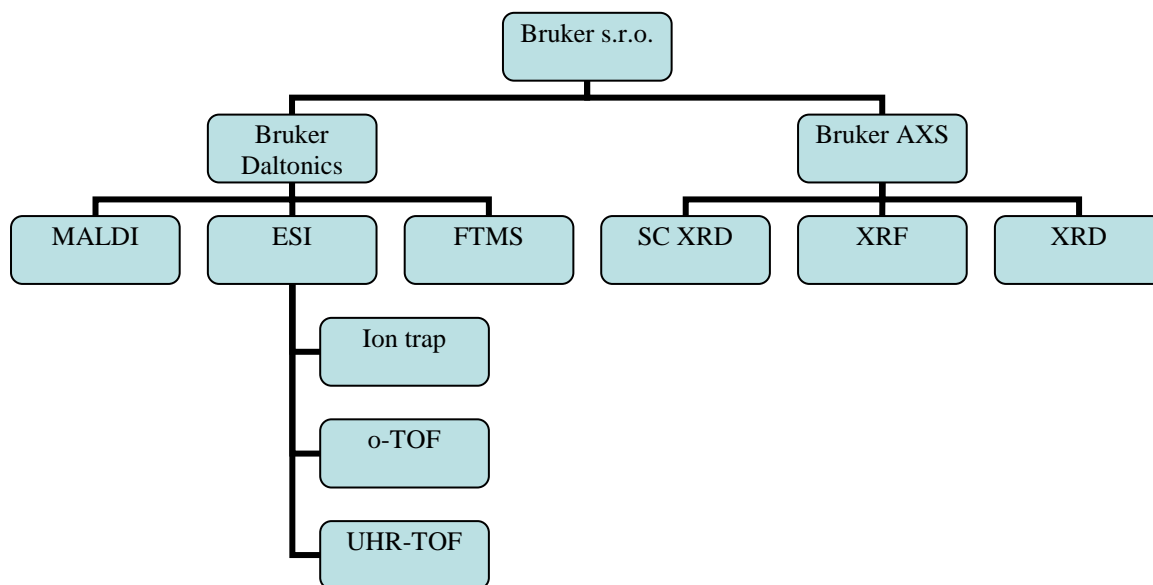 Bruker s.r.o.
Bruker
Daltonics
Bruker AXS
MALDI
ESI
FTMS
SC XRD
XRF
XRD
Ion trap
o-TOF
UHR-TOF